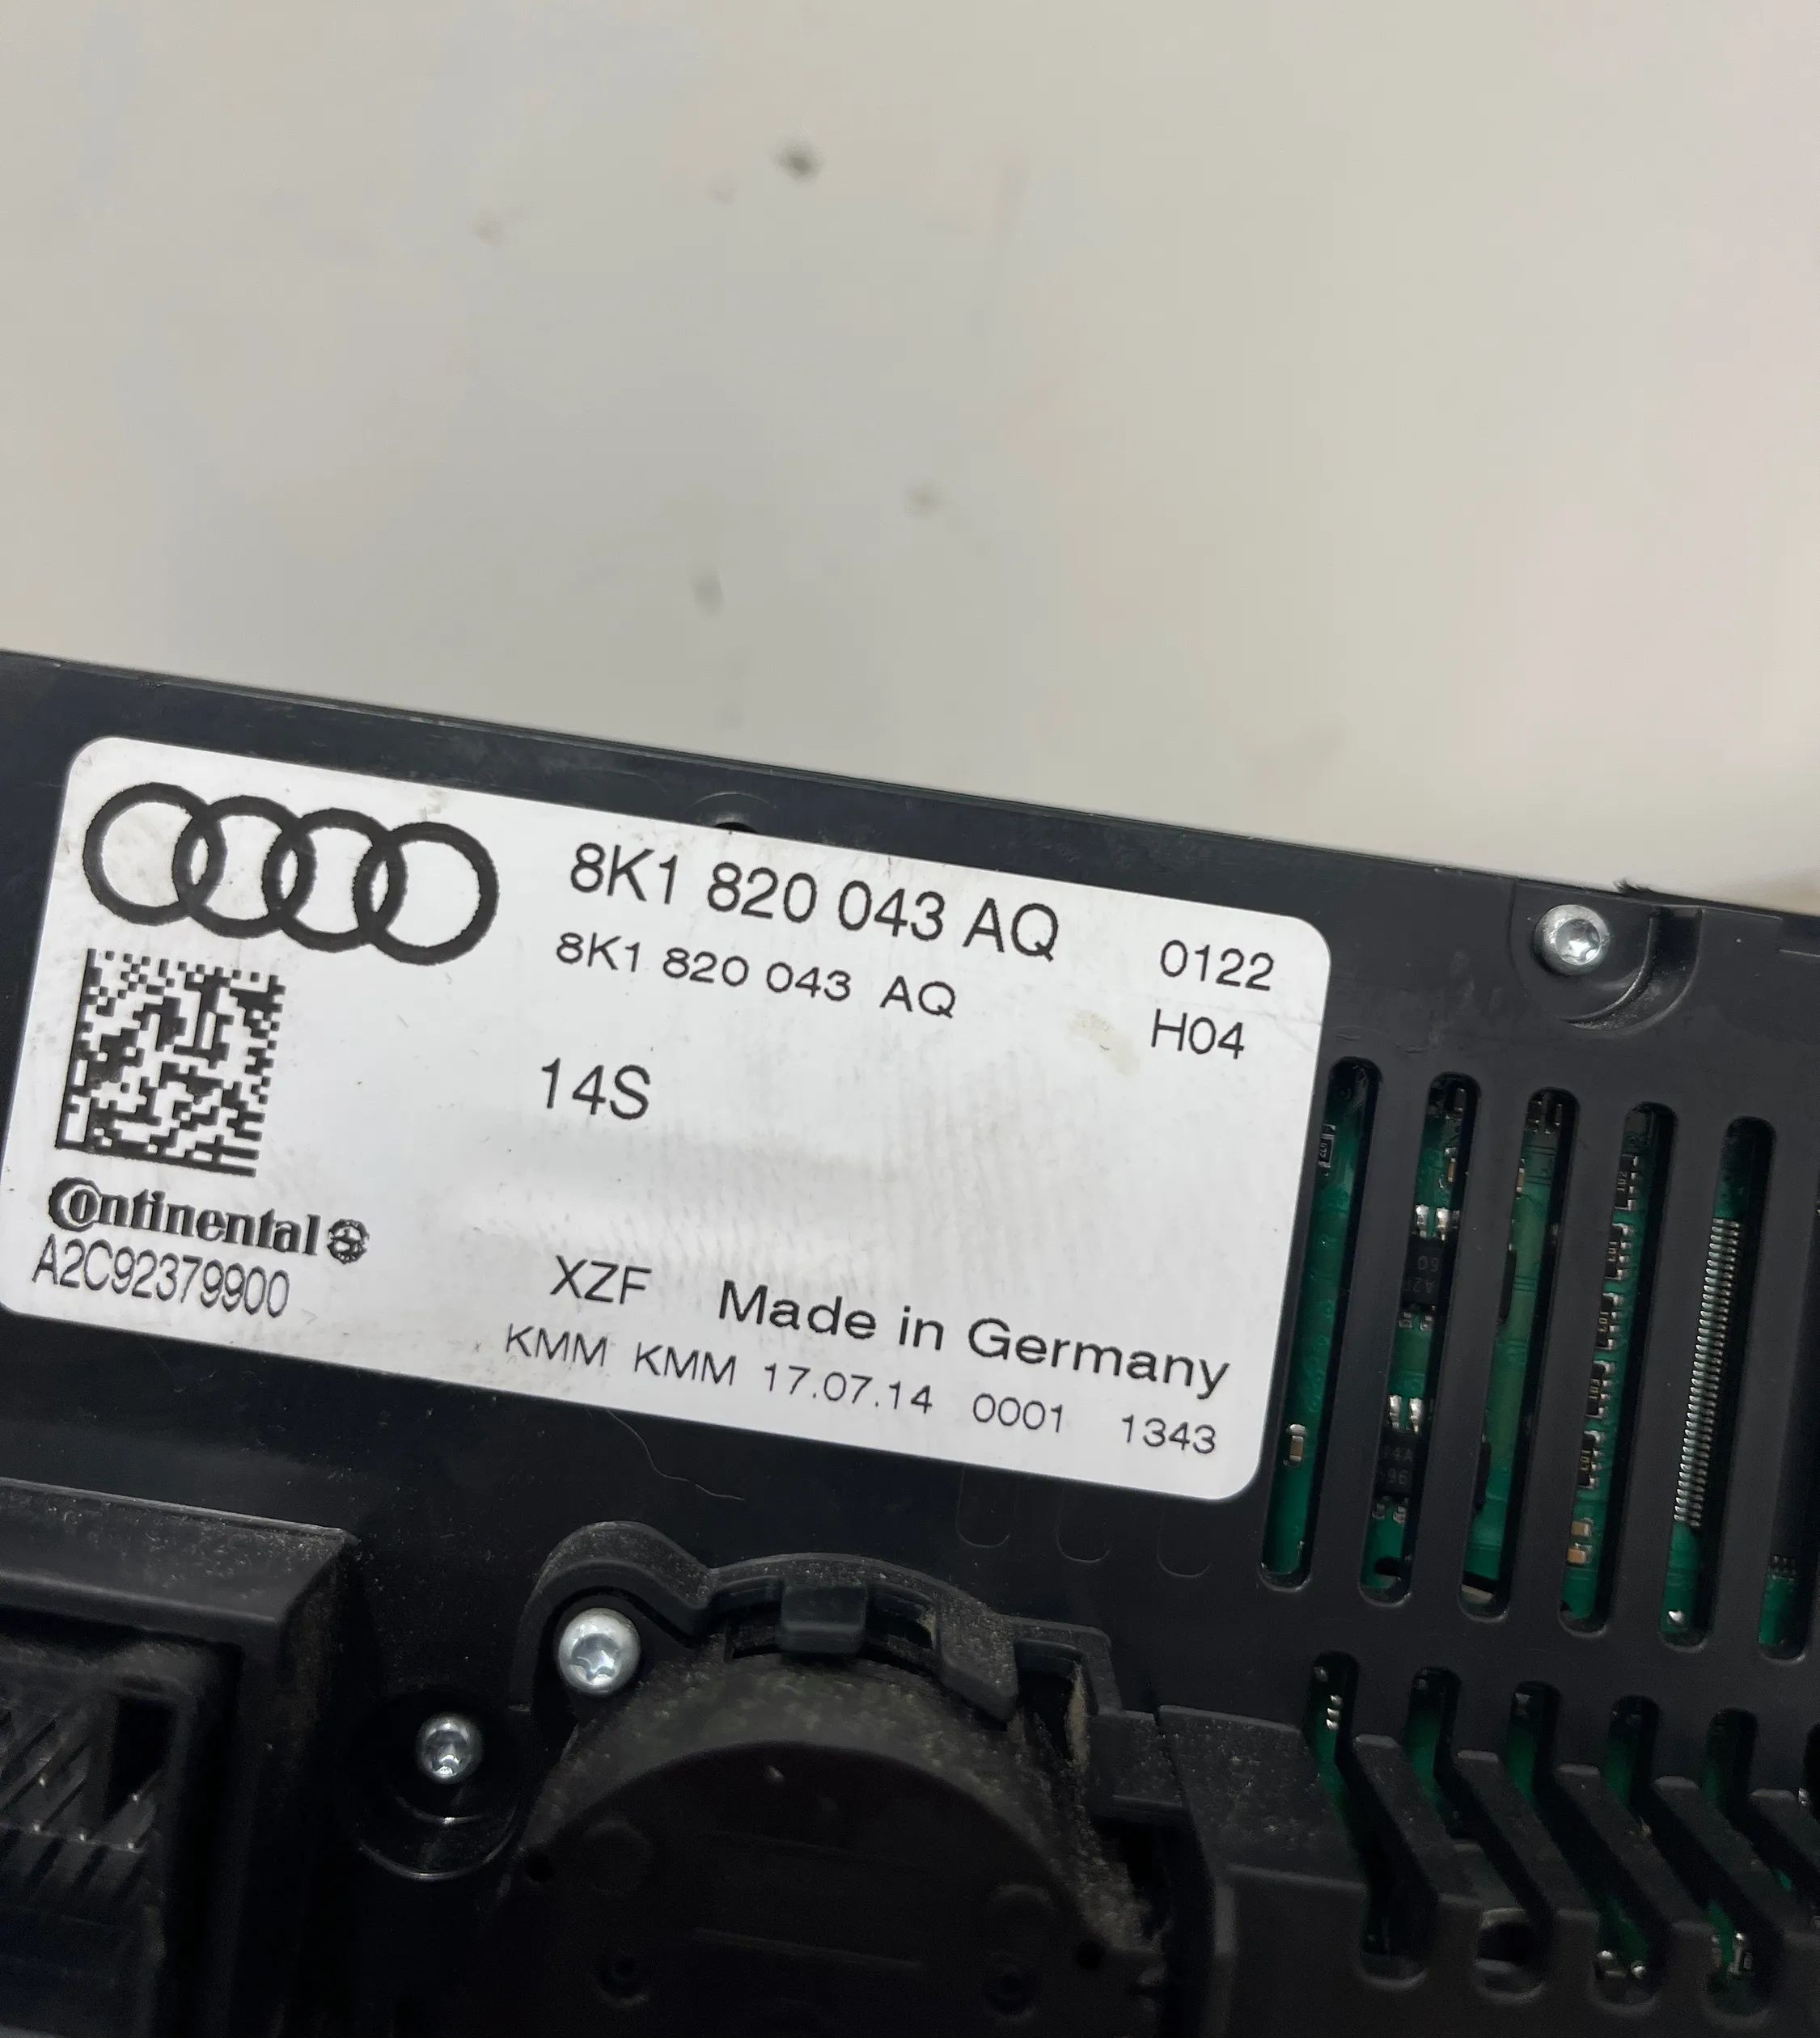 8K1 820 043 AQ 0122
8K1 820 043 AQ H04
14S
Continental
A2C92379900
XZF Made in Germany
KMM KMM 17.07.14 0001 1343